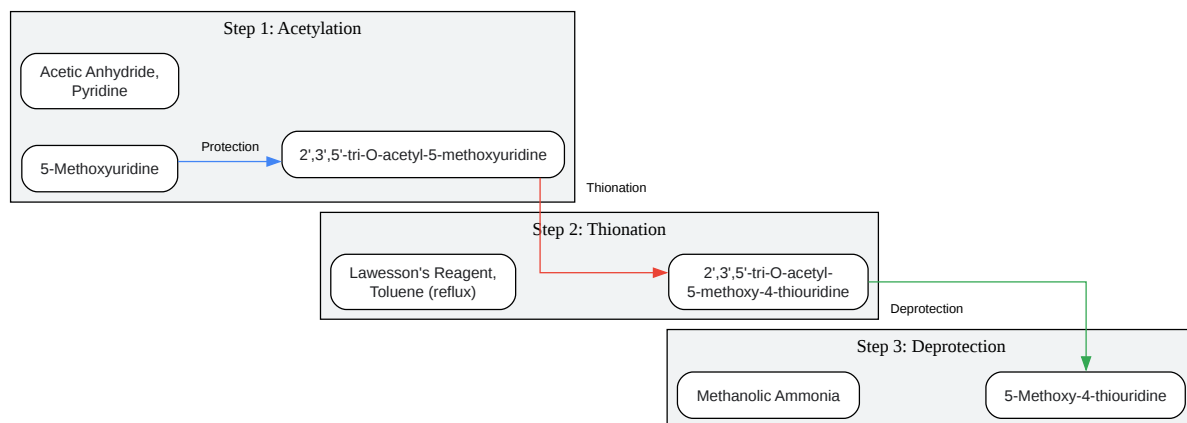 Step 1: Acetylation
Acetic Anhydride,
Pyridine
5-Methoxyuridine
Protection
2',3',5'-tri-O-acetyl-5-methoxyuridine
Thionation
Step 2: Thionation
Lawesson's Reagent,
Toluene (reflux)
2',3',5'-tri-O-acetyl-
5-methoxy-4-thiouridine
Deprotection
Step 3: Deprotection
Methanolic Ammonia
5-Methoxy-4-thiouridine